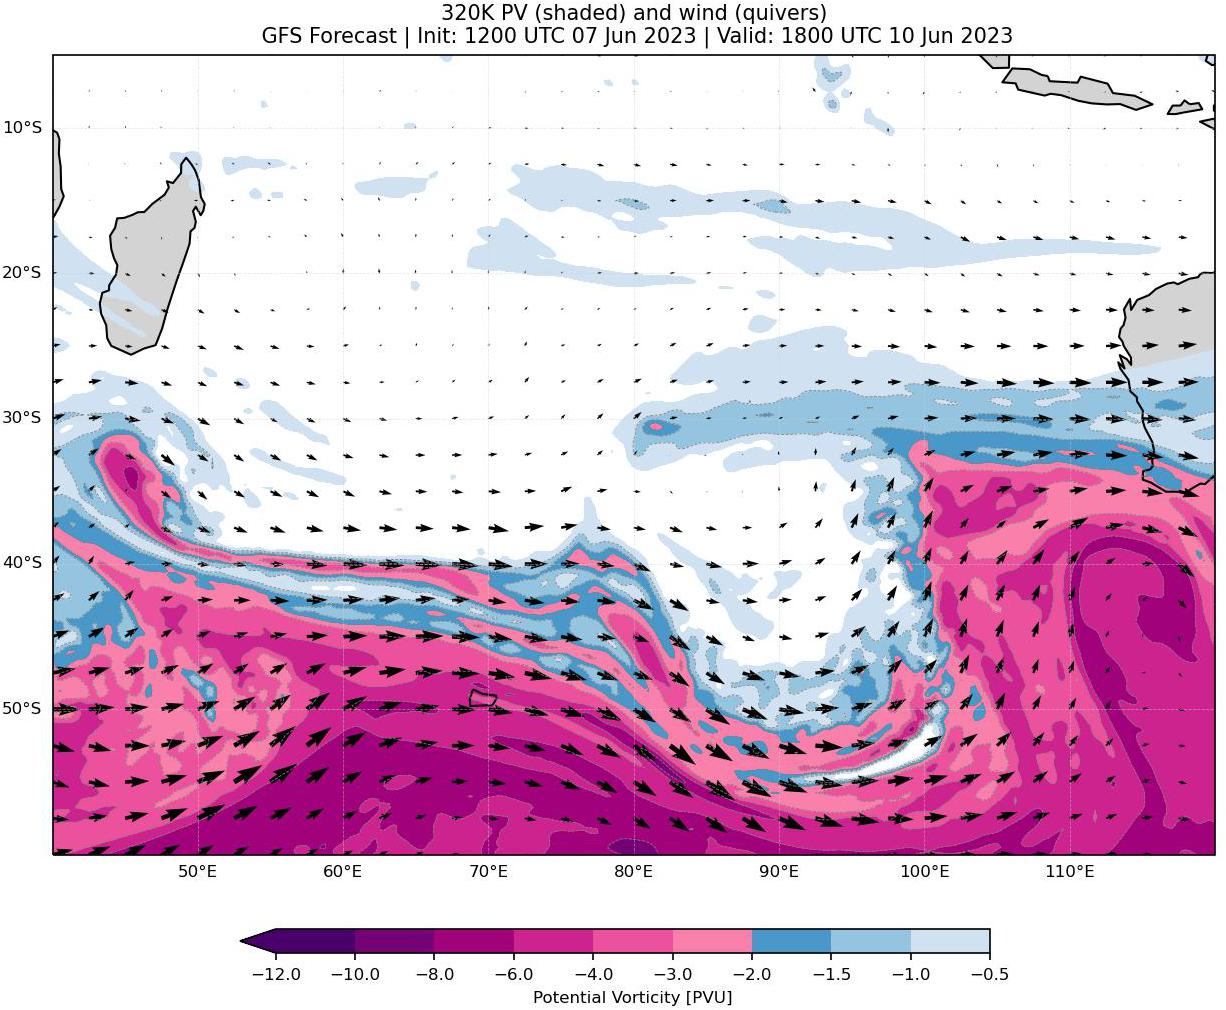 320K PV (shaded) and wind (quivers)
GFS Forecast | Init: 1200 UTC 07 Jun 2023 | Valid: 1800 UTC 10 Jun 2023
10°S
20°S
30°S
40°S
50°S
50°E 60°E 70°E 80°E 90°E 100°E 110°E
−12.0 −10.0 −8.0 −6.0 −4.0 −3.0 −2.0 −1.5 −1.0 −0.5
Potential Vorticity [PVU]